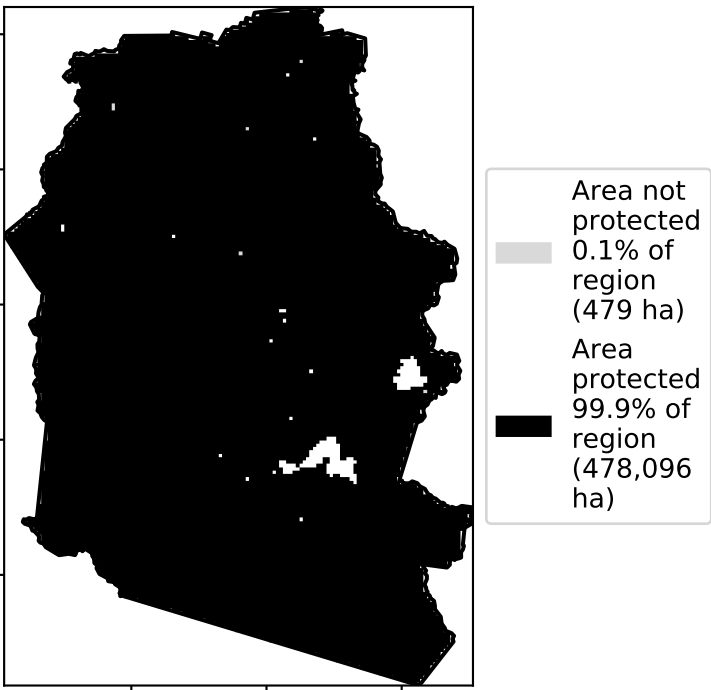 Area not
protected
0.1% of
region
(479 ha)
Area
protected
99.9% of
region
(478,096
ha)